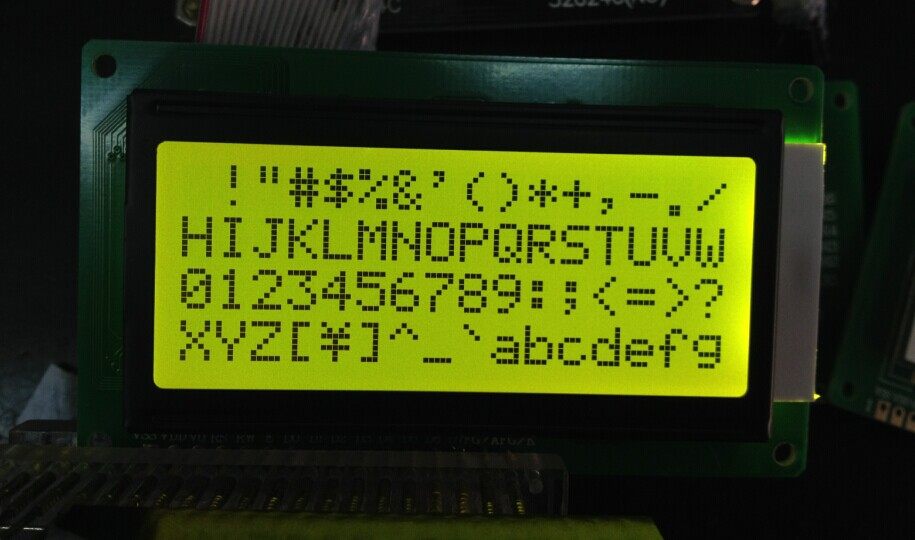 !"#$%&'()*+,-./
HIJKLMNOPQRSTUVW
0123456789:;<=>?
XYZ[¥]^_`abcdefg